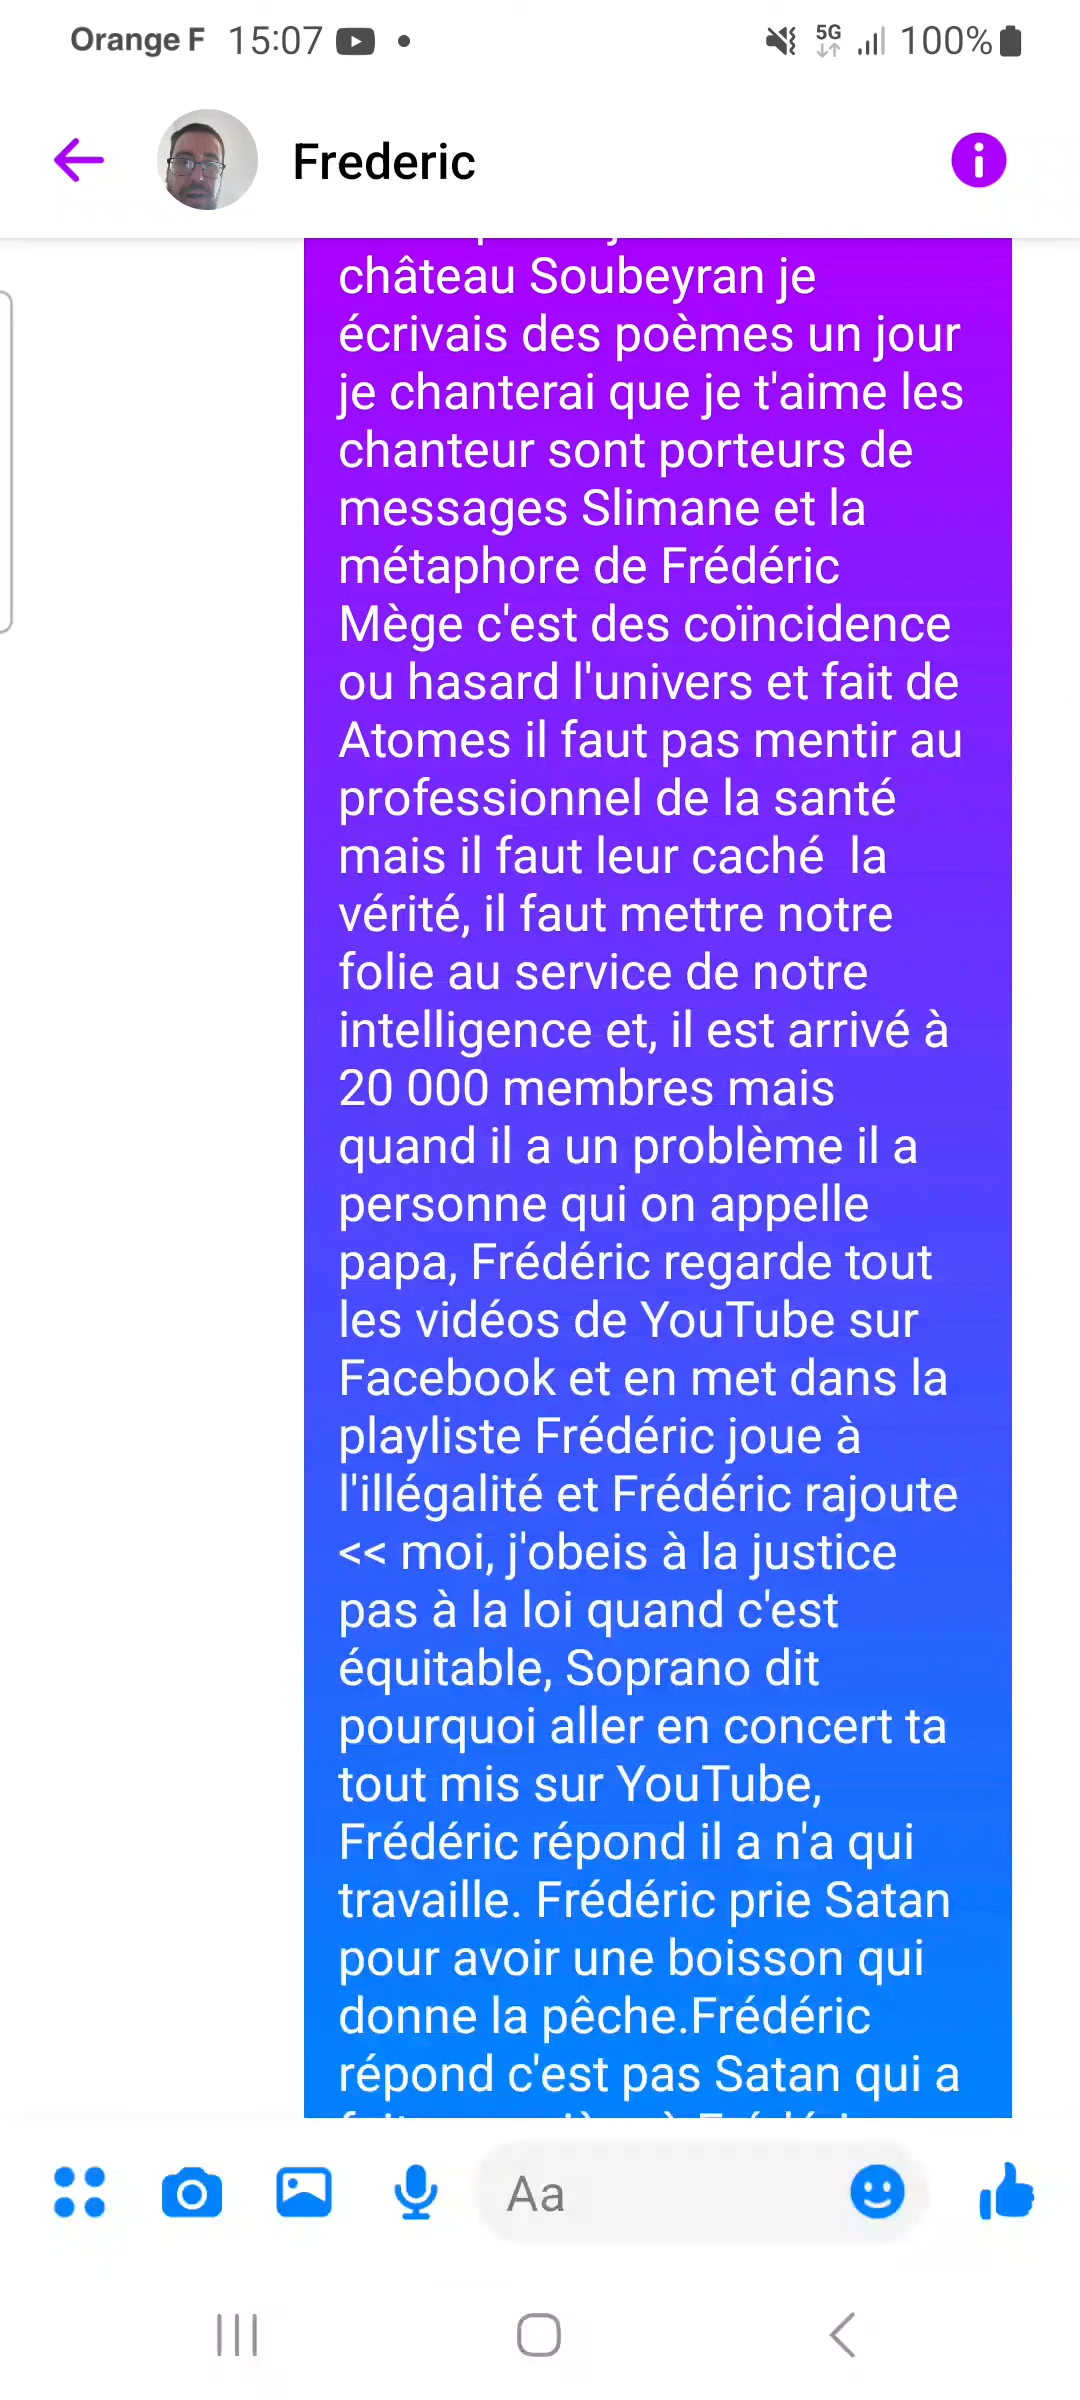 Orange F 15:07
5G 100%
Frederic
château Soubeyran je
écrivais des poèmes un jour
je chanterai que je t'aime les
chanteur sont porteurs de
messages Slimane et la
métaphore de Frédéric
Mège c'est des coïncidence
ou hasard l'univers et fait de
Atomes il faut pas mentir au
professionnel de la santé
mais il faut leur caché  la
vérité, il faut mettre notre
folie au service de notre
intelligence et, il est arrivé à
20 000 membres mais
quand il a un problème il a
personne qui on appelle
papa, Frédéric regarde tout
les vidéos de YouTube sur
Facebook et en met dans la
playliste Frédéric joue à
l'illégalité et Frédéric rajoute
<< moi, j'obeis à la justice
pas à la loi quand c'est
équitable, Soprano dit
pourquoi aller en concert ta
tout mis sur YouTube,
Frédéric répond il a n'a qui
travaille. Frédéric prie Satan
pour avoir une boisson qui
donne la pêche.Frédéric
répond c'est pas Satan qui a
Aa